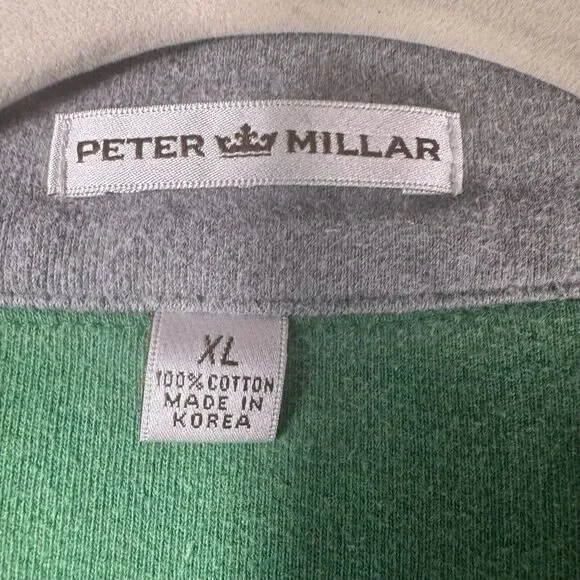 PETER MILLAR
XL
100% COTTON
MADE IN
KOREA